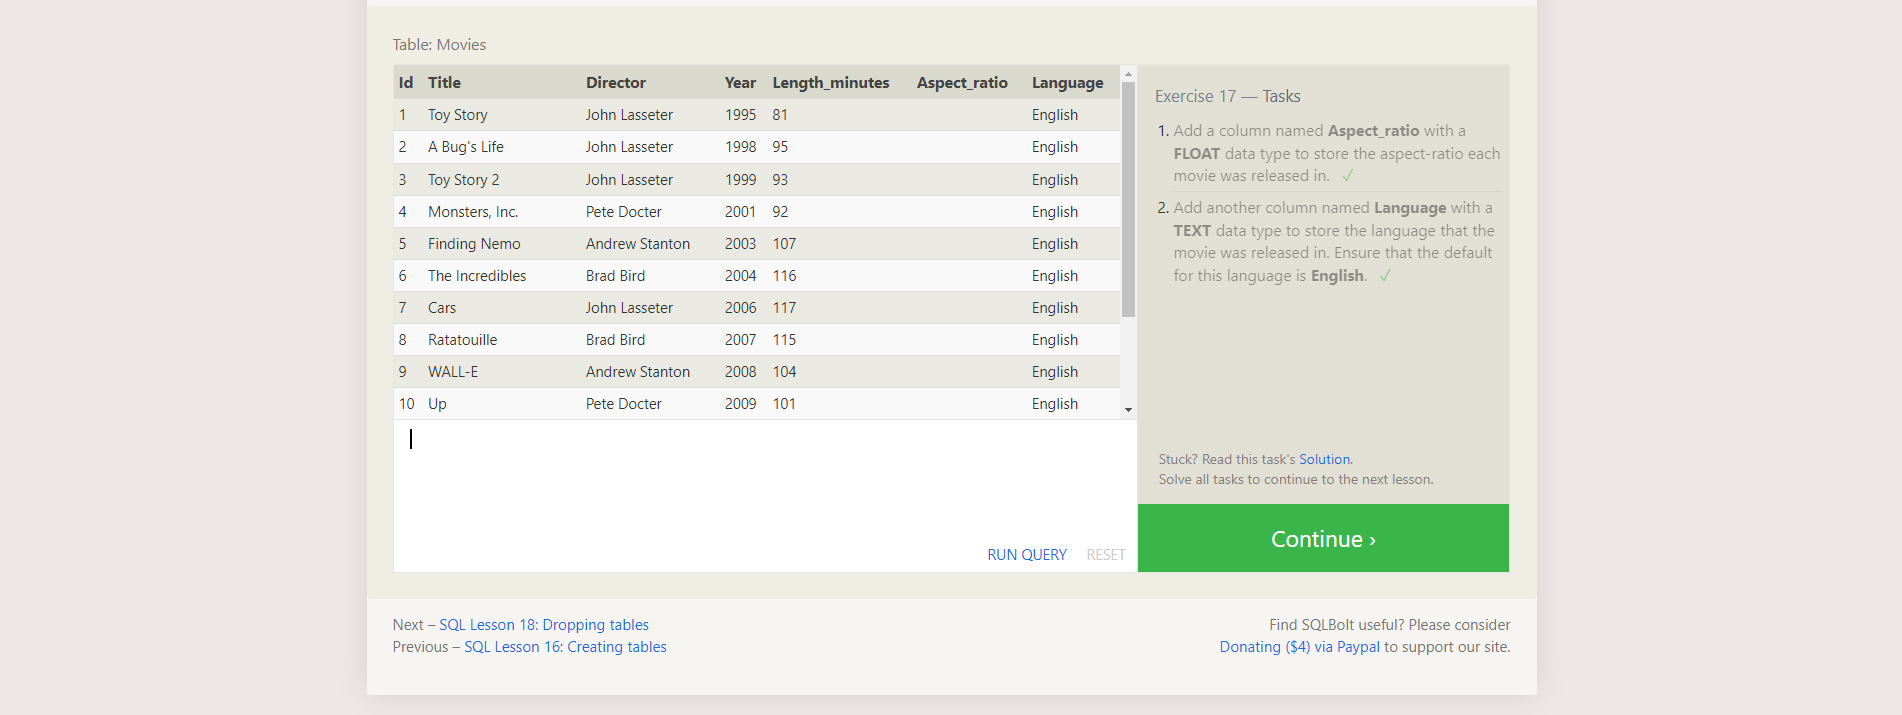 Table: Movies
Id Title Director Year Length_minutes Aspect_ratio Language
1 Toy Story John Lasseter 1995 81 English
2 A Bug's Life John Lasseter 1998 95 English
3 Toy Story 2 John Lasseter 1999 93 English
4 Monsters, Inc. Pete Docter 2001 92 English
5 Finding Nemo Andrew Stanton 2003 107 English
6 The Incredibles Brad Bird 2004 116 English
7 Cars John Lasseter 2006 117 English
8 Ratatouille Brad Bird 2007 115 English
9 WALL-E Andrew Stanton 2008 104 English
10 Up Pete Docter 2009 101 English
RUN QUERY RESET
Exercise 17 — Tasks
1. Add a column named Aspect_ratio with a
FLOAT data type to store the aspect-ratio each
movie was released in. ✓
2. Add another column named Language with a
TEXT data type to store the language that the
movie was released in. Ensure that the default
for this language is English. ✓
Stuck? Read this task's Solution.
Solve all tasks to continue to the next lesson.
Continue ›
Next – SQL Lesson 18: Dropping tables
Previous – SQL Lesson 16: Creating tables
Find SQLBolt useful? Please consider
Donating ($4) via Paypal to support our site.